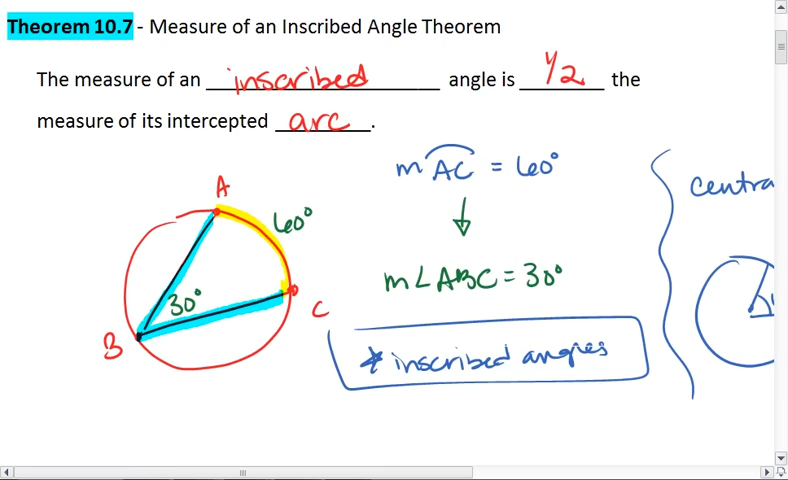 Theorem 10.7 - Measure of an Inscribed Angle Theorem
The measure of an inscribed angle is 1/2 the
measure of its intercepted arc.
mAC = 60°
centra
A
60°
m∠ABC = 30°
30°
C
B
* inscribed angles